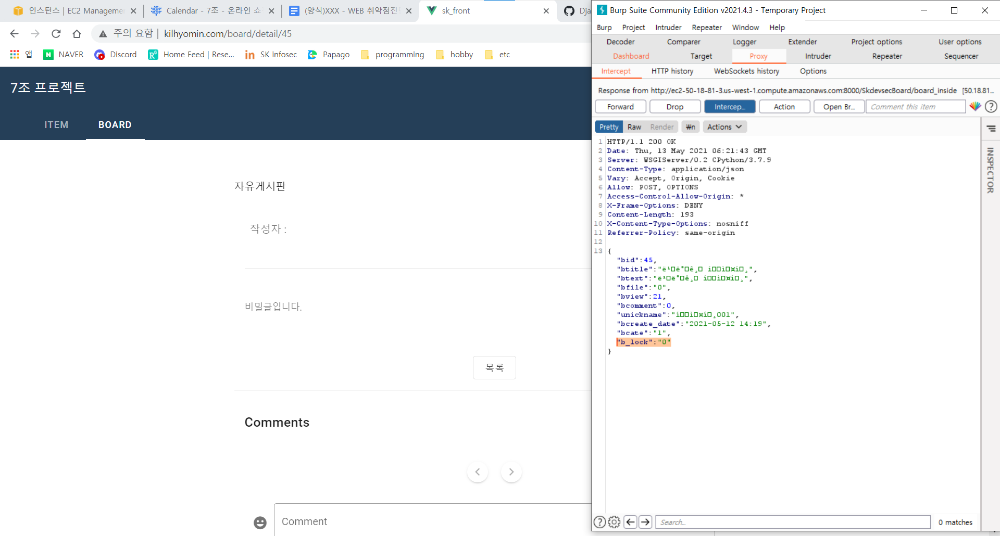 인스턴스 | EC2 Manageme
Calendar - 7조 - 온라인 쇼
(양식)XXX - WEB 취약점진단
sk_front
Dja
주의 요함 | kilhyomin.com/board/detail/45
앱
NAVER
Discord
Home Feed | Rese...
SK infosec
Papago
programming
hobby
etc
7조 프로젝트
ITEM
BOARD
자유게시판
작성자 :
비밀글입니다.
목록
Comments
Comment
Burp Suite Community Edition v2021.4.3 - Temporary Project
Burp Project Intruder Repeater Window Help
Decoder Comparer Logger Extender Project options User options
Dashboard Target Proxy Intruder Repeater Sequencer
Intercept HTTP history WebSockets history Options
Response from http://ec2-50-18-81-3.us-west-1.compute.amazonaws.com:8000/SkdevsecBoard/board_inside [50.18.81...
Forward Drop Intercep... Action Open Br... Comment this item
Pretty Raw Render ₩n Actions
INSPECTOR
1 HTTP/1.1 200 OK
2 Date: Thu, 13 May 2021 06:21:43 GMT
3 Server: WSGIServer/0.2 CPython/3.7.9
4 Content-Type: application/json
5 Vary: Accept, Origin, Cookie
6 Allow: POST, OPTIONS
7 Access-Control-Allow-Origin: *
8 X-Frame-Options: DENY
9 Content-Length: 193
10 X-Content-Type-Options: nosniff
11 Referrer-Policy: same-origin
12
13 {
"bid":45,
"btitle":
"btext":
"bfile":"0",
"bview":21,
"bcomment":0,
"unickname":
"bcreate_date":"2021-05-12 14:19",
"bcate":"1",
"b_lock":"0"
}
Search...
0 matches